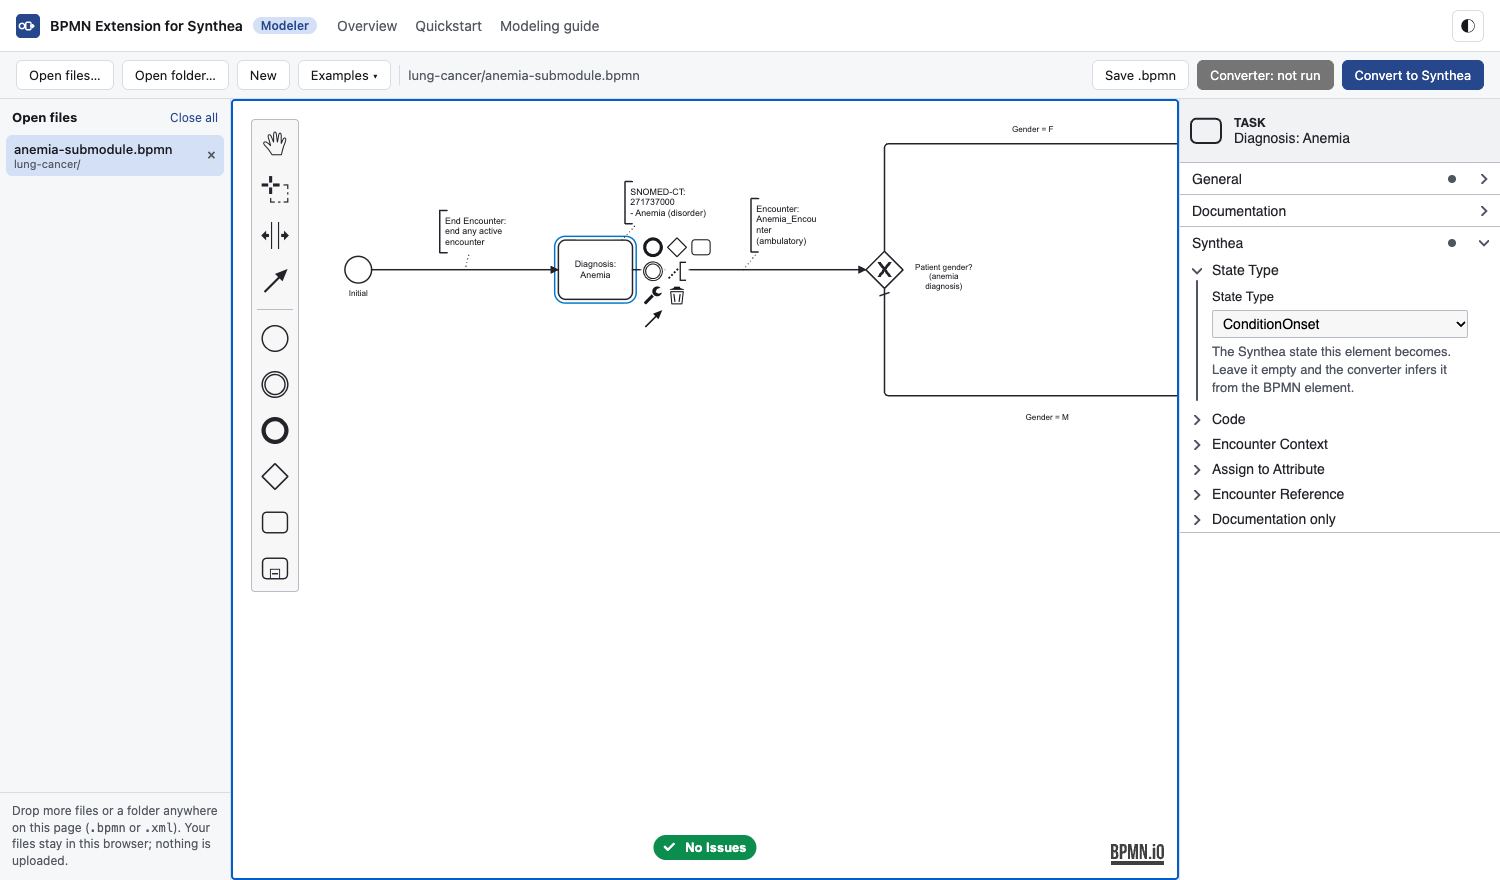 BPMN Extension for Synthea
Modeler
Overview
Quickstart
Modeling guide
Open files...
Open folder...
New
Examples
lung-cancer/anemia-submodule.bpmn
Save .bpmn
Converter: not run
Convert to Synthea
Open files
Close all
anemia-submodule.bpmn
lung-cancer/
Drop more files or a folder anywhere
on this page (.bpmn or .xml). Your
files stay in this browser; nothing is
uploaded.
Initial
End Encounter:
end any active
encounter
SNOMED-CT:
271737000
- Anemia (disorder)
Diagnosis:
Anemia
Encounter:
Anemia_Encou
nter
(ambulatory)
X
Patient gender?
(anemia
diagnosis)
Gender = F
Gender = M
No Issues
BPMN.iO
TASK
Diagnosis: Anemia
General
Documentation
Synthea
State Type
State Type
ConditionOnset
The Synthea state this element becomes.
Leave it empty and the converter infers it
from the BPMN element.
Code
Encounter Context
Assign to Attribute
Encounter Reference
Documentation only